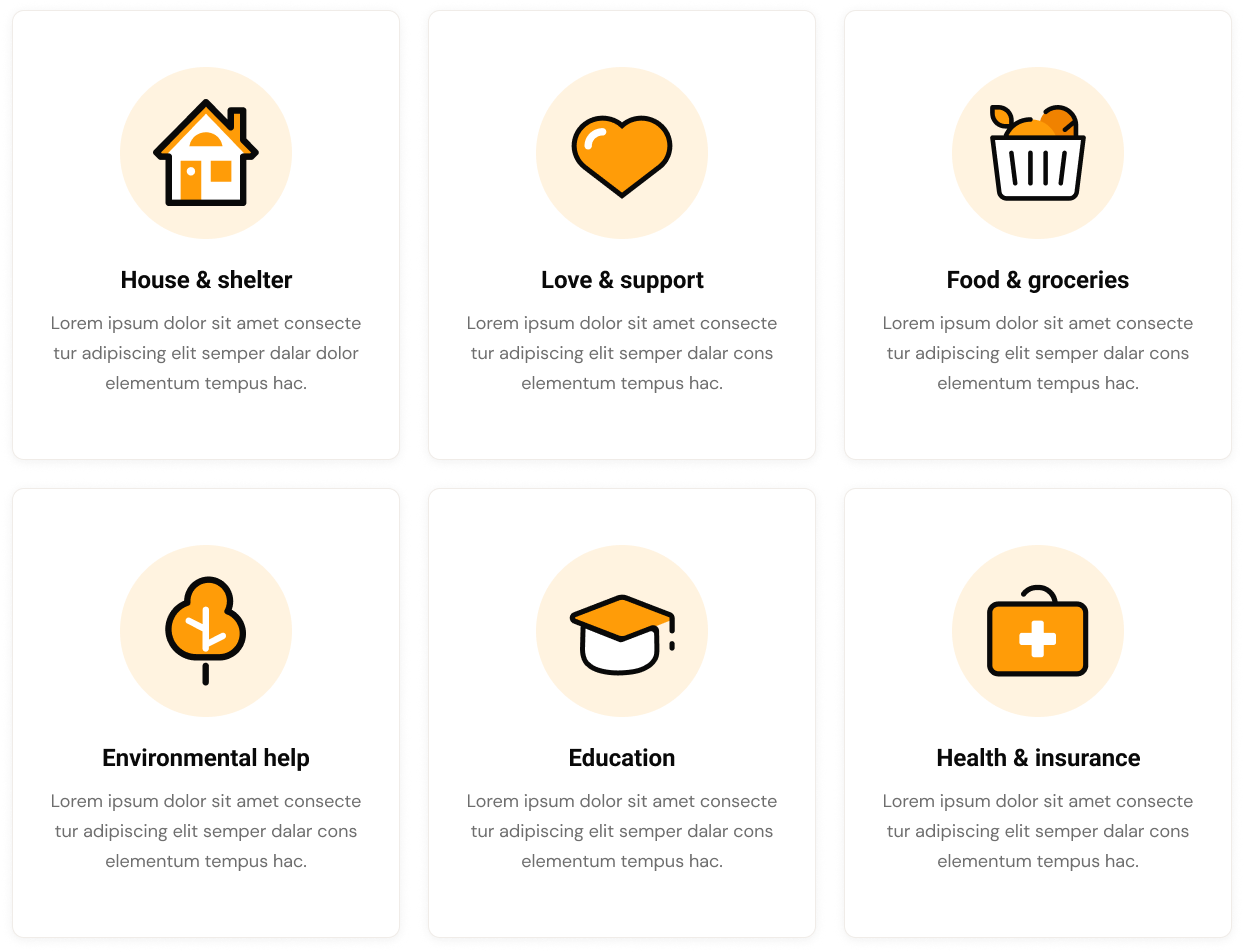 House & shelter
Lorem ipsum dolor sit amet consecte
tur adipiscing elit semper dalar dolor
elementum tempus hac.
Love & support
Lorem ipsum dolor sit amet consecte
tur adipiscing elit semper dalar cons
elementum tempus hac.
Food & groceries
Lorem ipsum dolor sit amet consecte
tur adipiscing elit semper dalar cons
elementum tempus hac.
Environmental help
Lorem ipsum dolor sit amet consecte
tur adipiscing elit semper dalar cons
elementum tempus hac.
Education
Lorem ipsum dolor sit amet consecte
tur adipiscing elit semper dalar cons
elementum tempus hac.
Health & insurance
Lorem ipsum dolor sit amet consecte
tur adipiscing elit semper dalar cons
elementum tempus hac.